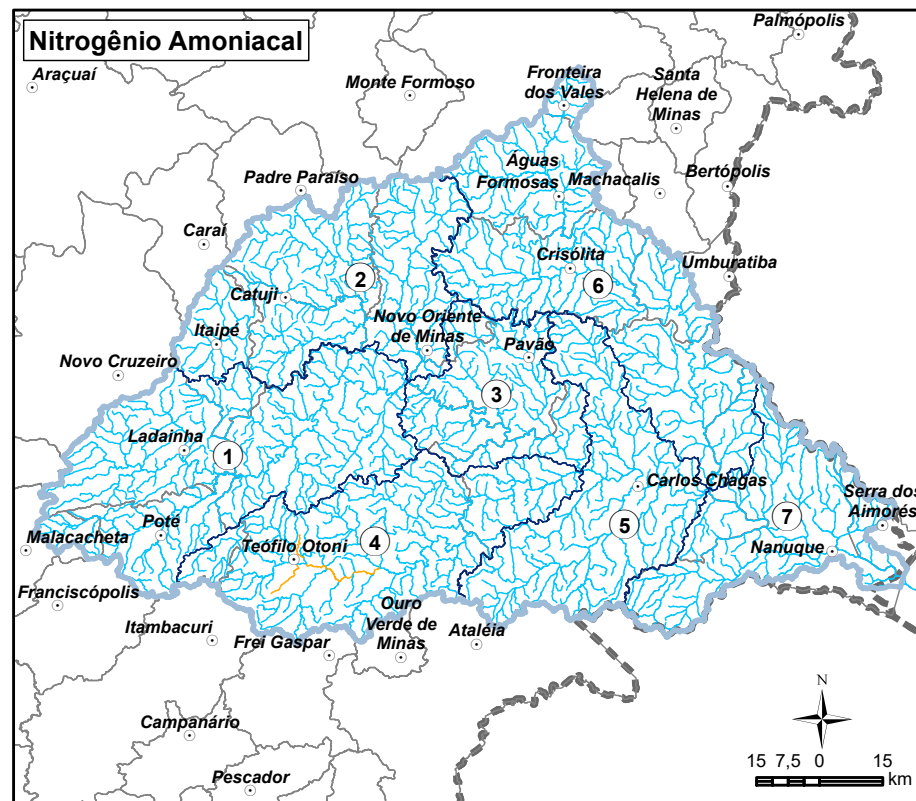 Nitrogênio Amoniacal
Palmópolis
Araçuaí
Monte Formoso
Fronteira
dos Vales
Santa
Helena de
Minas
Águas
Formosas
Machacalis
Bertópolis
Padre Paraíso
Caraí
Crisólita
Umburatiba
2
6
Catuji
Itaipé
Novo Oriente
de Minas
Pavão
Novo Cruzeiro
3
Ladainha
1
Carlos Chagas
Serra dos
Aimorés
7
5
Malacacheta
Poté
4
Teófilo Otoni
Nanuque
Franciscópolis
Itambacuri
Frei Gaspar
Ouro
Verde de
Minas
Ataléia
Campanário
Pescador
N
15 7,5 0 15
km